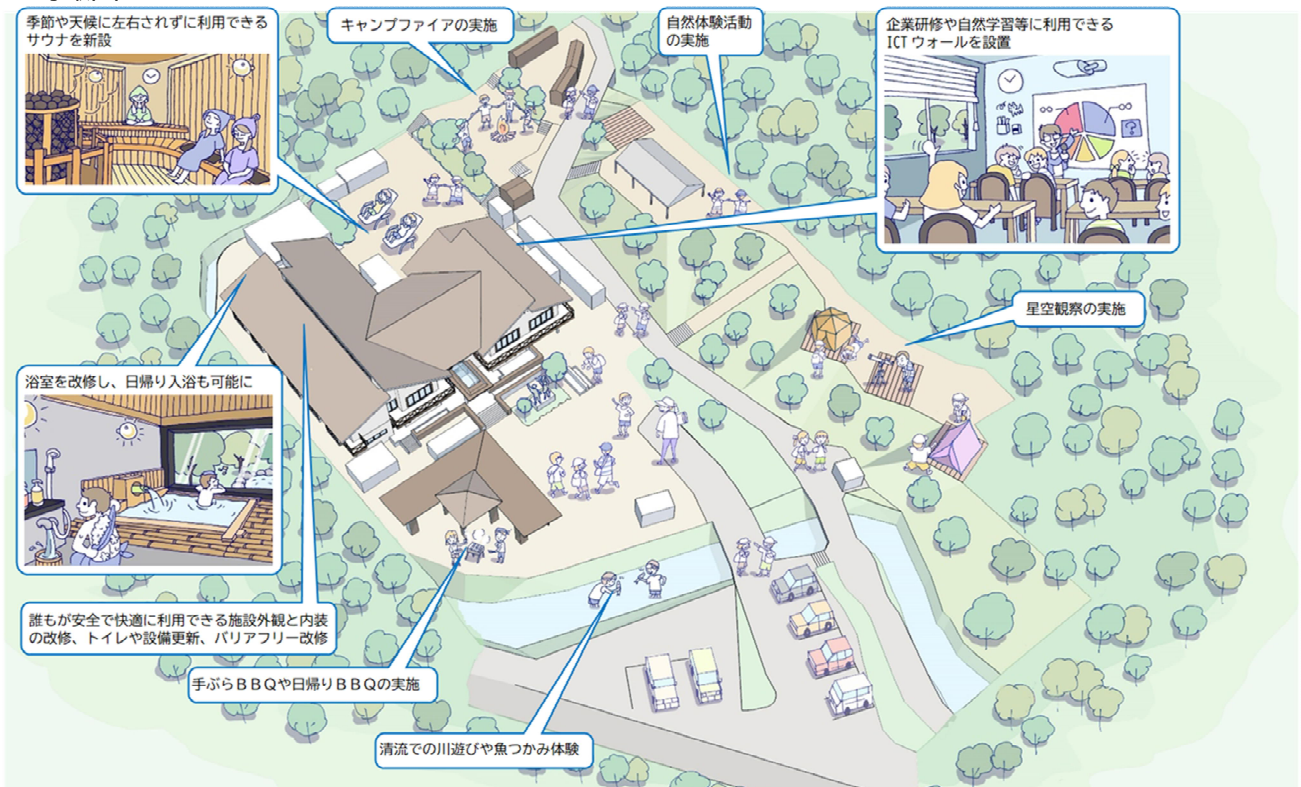 季節や天候に左右されずに利用できる
サウナを新設
キャンプファイアの実施
自然体験活動
の実施
企業研修や自然学習等に利用できる
ICTウォールを設置
星空観察の実施
浴室を改修し、日帰り入浴も可能に
誰もが安全で快適に利用できる施設外観と内装
の改修、トイレや設備更新、バリアフリー改修
手ぶらＢＢＱや日帰りＢＢＱの実施
清流での川遊びや魚つかみ体験